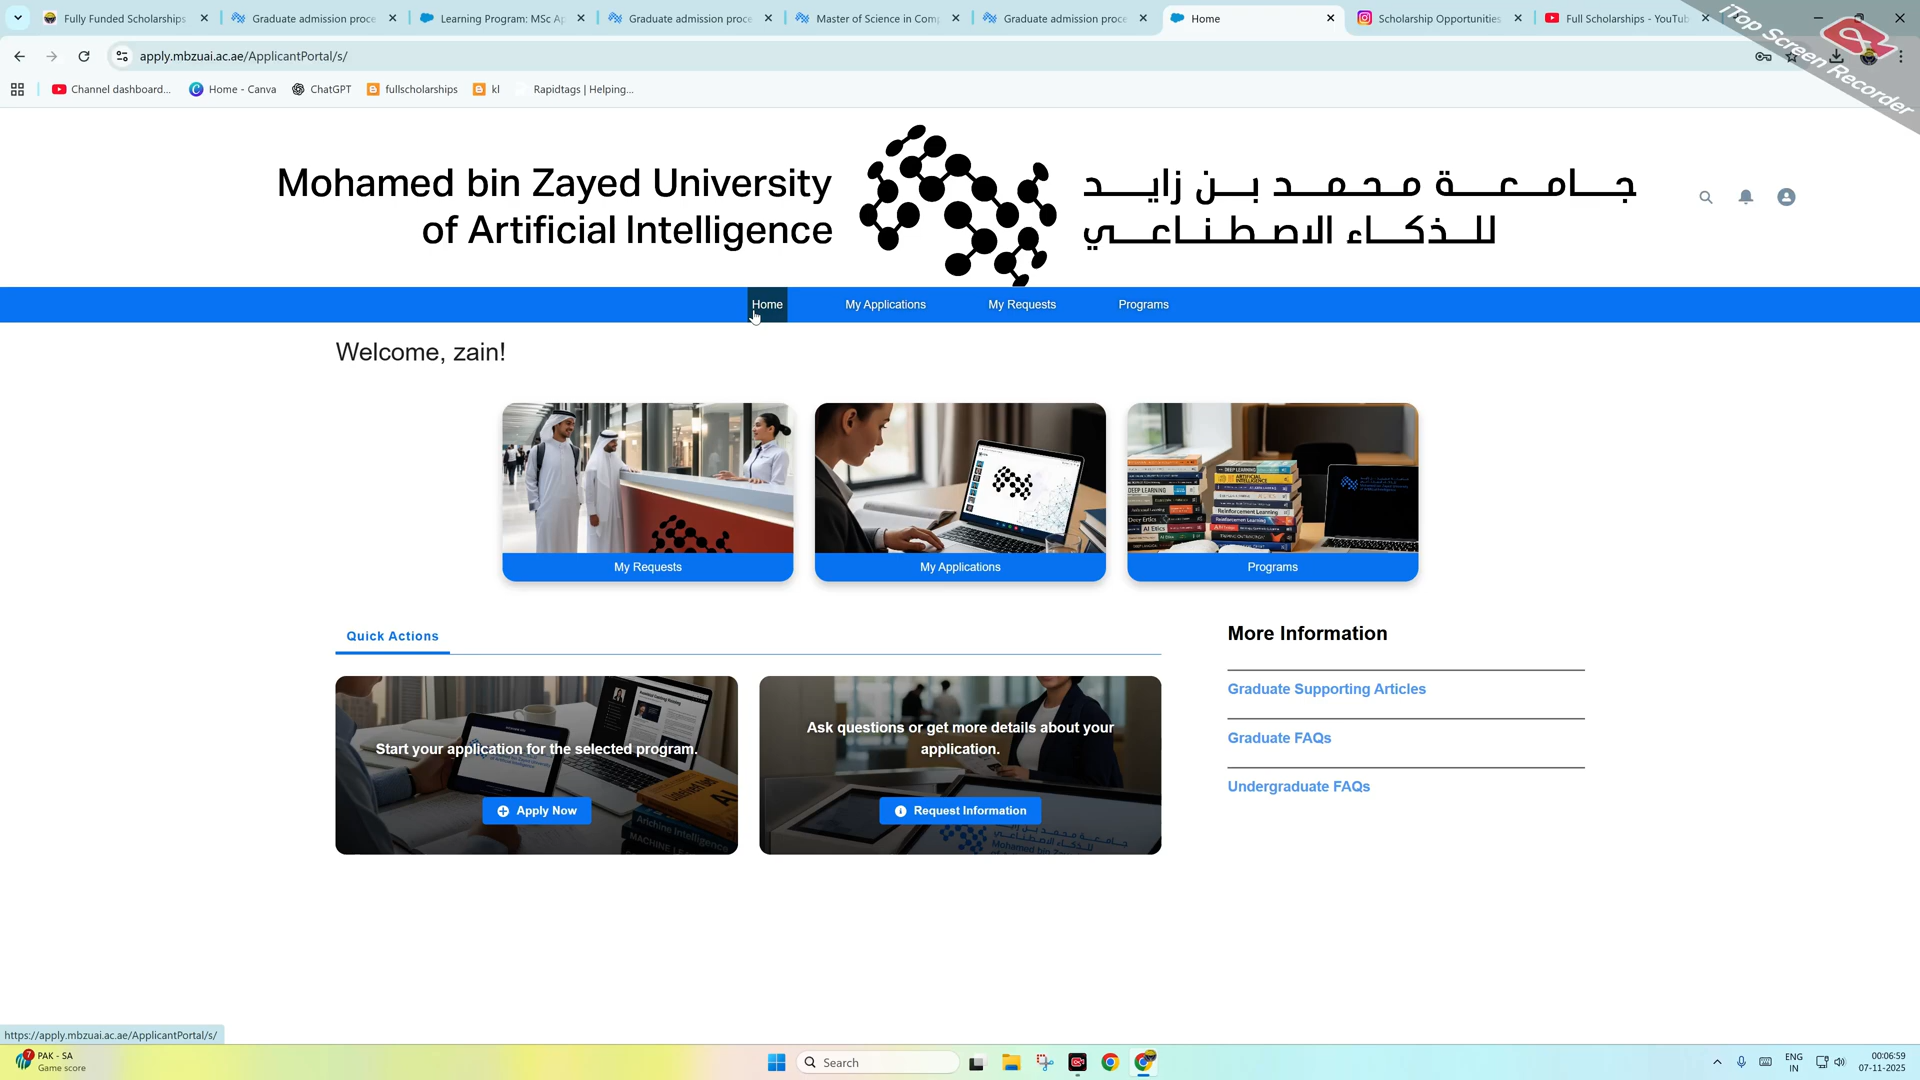 Fully Funded Scholarships
Graduate admission proce
Learning Program: MSc Ap
Graduate admission proce
Master of Science in Comp
Graduate admission proce
Home
Scholarship Opportunities
Full Scholarships - YouTub
iTop Screen Recorder
apply.mbzuai.ac.ae/ApplicantPortal/s/
Channel dashboard...
Home - Canva
ChatGPT
fullscholarships
kl
Rapidtags | Helping...
Mohamed bin Zayed University
of Artificial Intelligence
جامعة محمد بن زايد
للذكاء الاصطناعي
Home
My Applications
My Requests
Programs
Welcome, zain!
My Requests
My Applications
Programs
Quick Actions
Start your application for the selected program.
Apply Now
Ask questions or get more details about your
application.
Request Information
More Information
Graduate Supporting Articles
Graduate FAQs
Undergraduate FAQs
https://apply.mbzuai.ac.ae/ApplicantPortal/s/
7
PAK - SA
Game score
Search
ENG
IN
00:06:59
07-11-2025